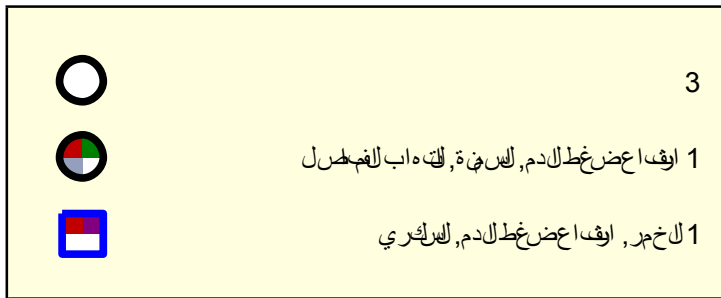 3
1 ارتفاع ضغط الدم, السمنة, التهاب المفاصل
1 الخمر, ارتفاع ضغط الدم, السكري